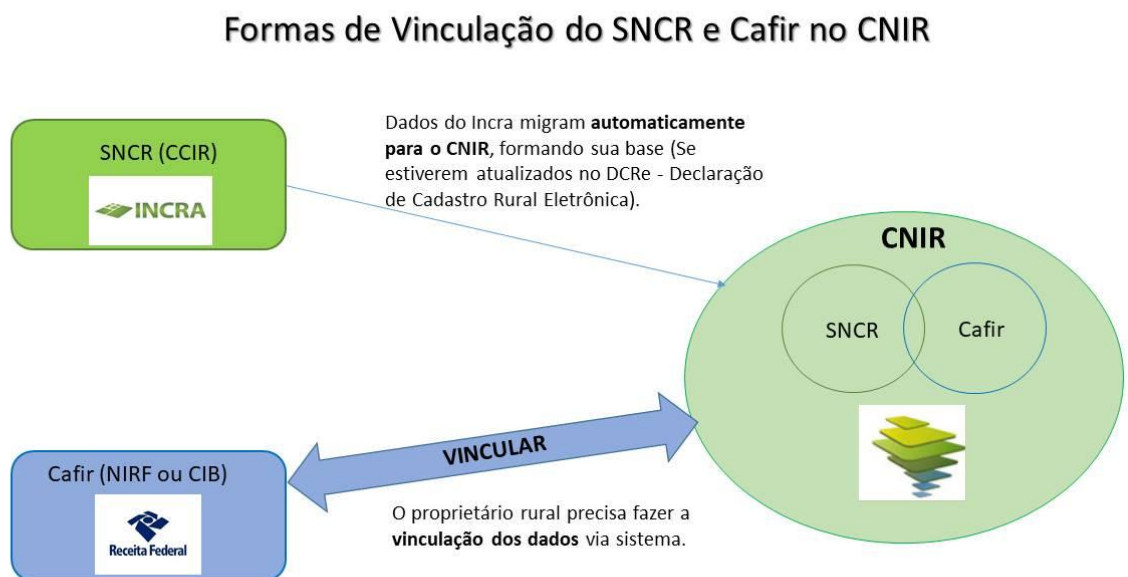 Formas de Vinculação do SNCR e Cafir no CNIR
SNCR (CCIR)
INCRA
Dados do Incra migram automaticamente
para o CNIR, formando sua base (Se
estiverem atualizados no DCRe - Declaração
de Cadastro Rural Eletrônica).
CNIR
SNCR
Cafir
VINCULAR
Cafir (NIRF ou CIB)
Receita Federal
O proprietário rural precisa fazer a
vinculação dos dados via sistema.